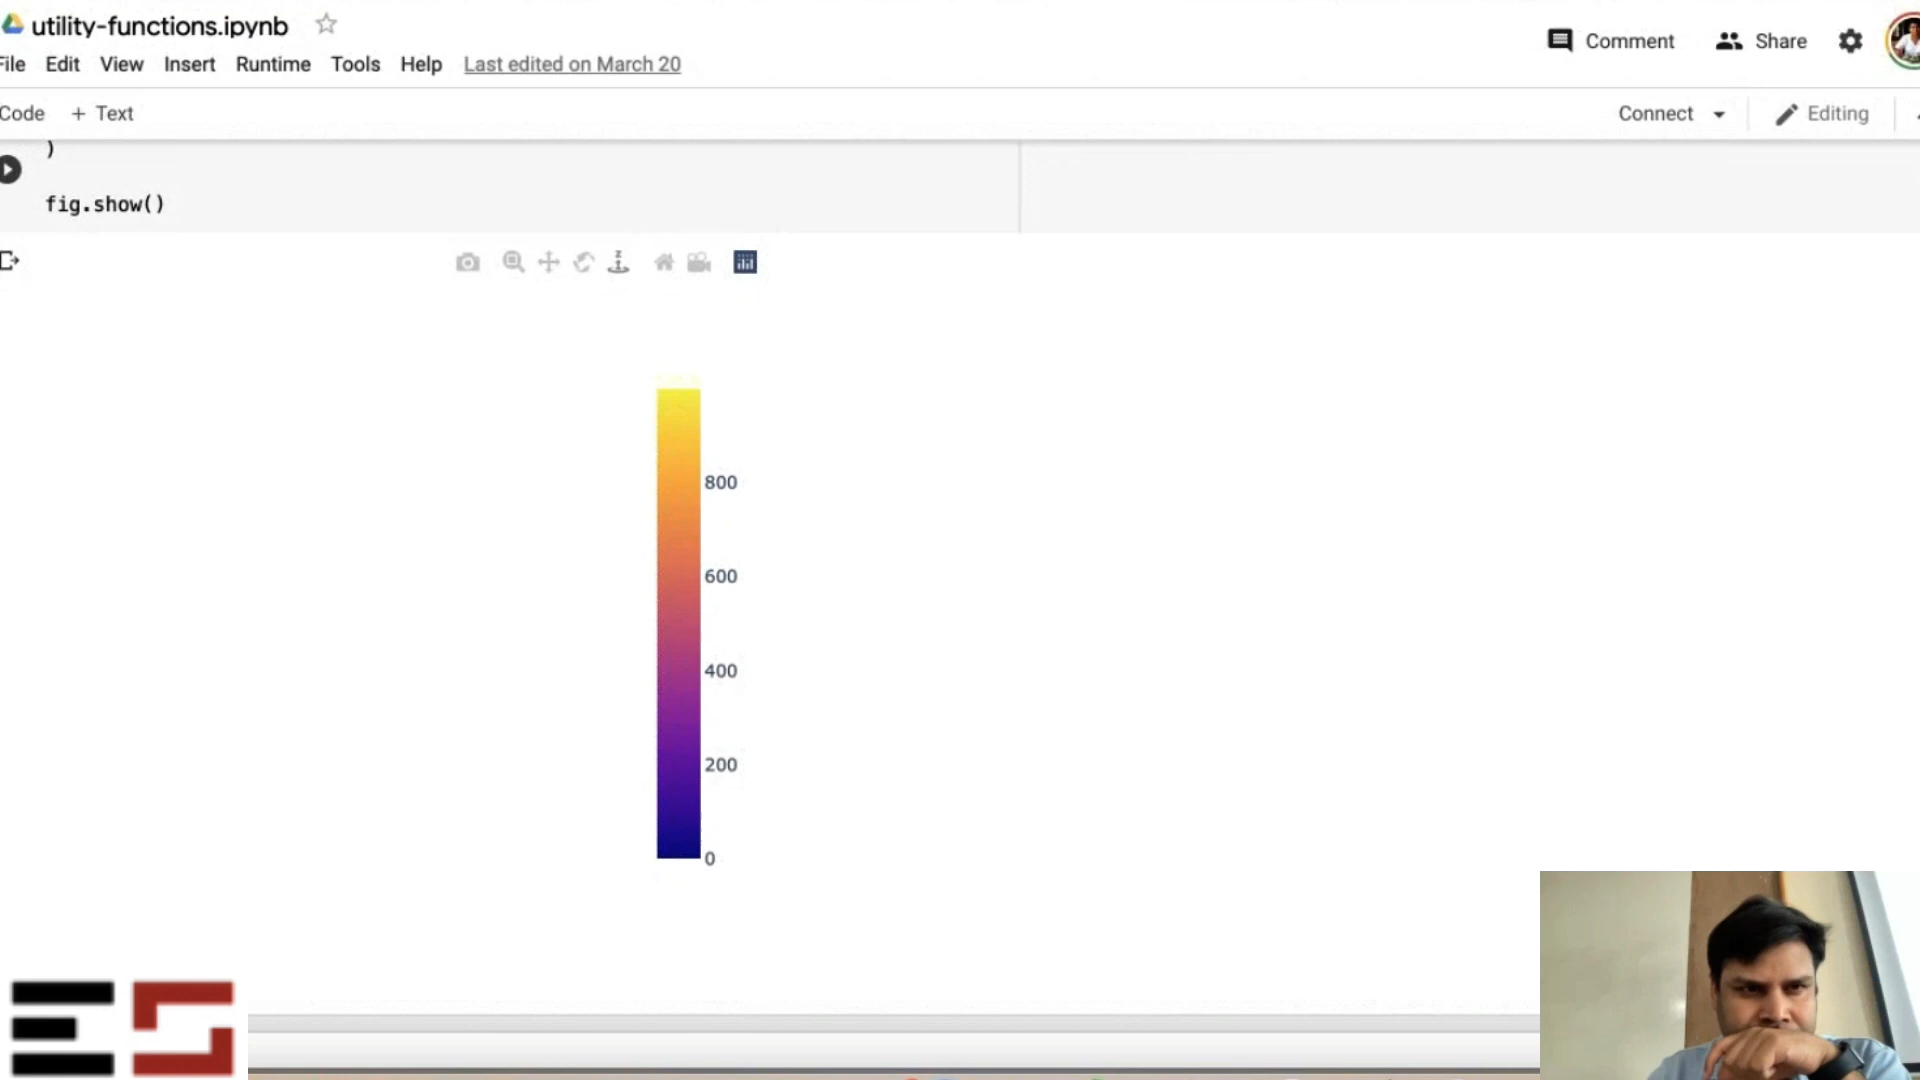 utility-functions.ipynb
File Edit View Insert Runtime Tools Help Last edited on March 20
Comment Share
Code + Text
Connect Editing
)
fig.show()
800
600
400
200
0
ES